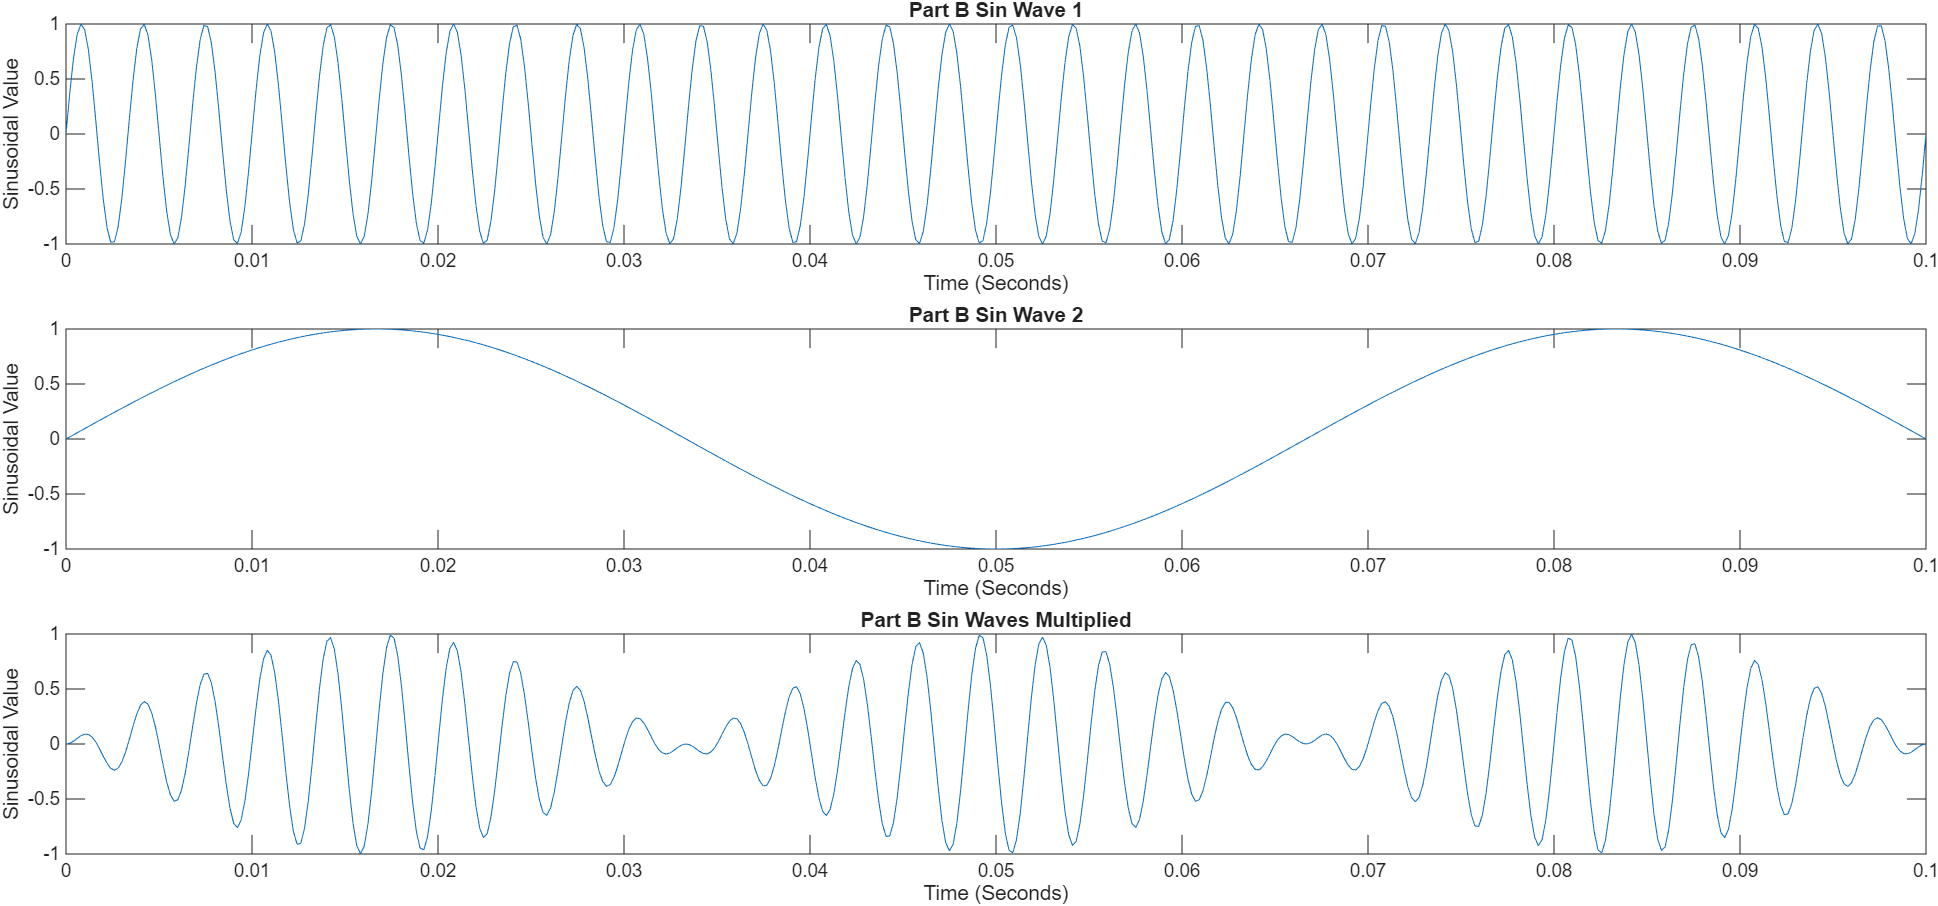 Part B Sin Wave 1
Sinusoidal Value
1
0.5
0
-0.5
-1
0 0.01 0.02 0.03 0.04 0.05 0.06 0.07 0.08 0.09 0.1
Time (Seconds)
Part B Sin Wave 2
Sinusoidal Value
1
0.5
0
-0.5
-1
0 0.01 0.02 0.03 0.04 0.05 0.06 0.07 0.08 0.09 0.1
Time (Seconds)
Part B Sin Waves Multiplied
Sinusoidal Value
1
0.5
0
-0.5
-1
0 0.01 0.02 0.03 0.04 0.05 0.06 0.07 0.08 0.09 0.1
Time (Seconds)